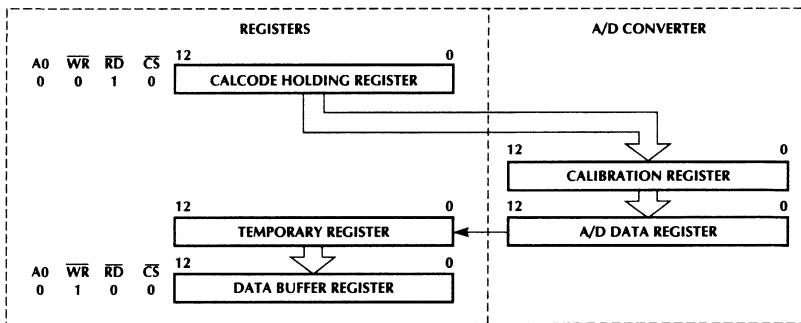 REGISTERS A/D CONVERTER
12 0
A0 WR RD CS
0 0 1 0
CALCODE HOLDING REGISTER
12 0
CALIBRATION REGISTER
12 0
TEMPORARY REGISTER
12 0
A/D DATA REGISTER
A0 WR RD CS
0 1 0 0
12 0
DATA BUFFER REGISTER